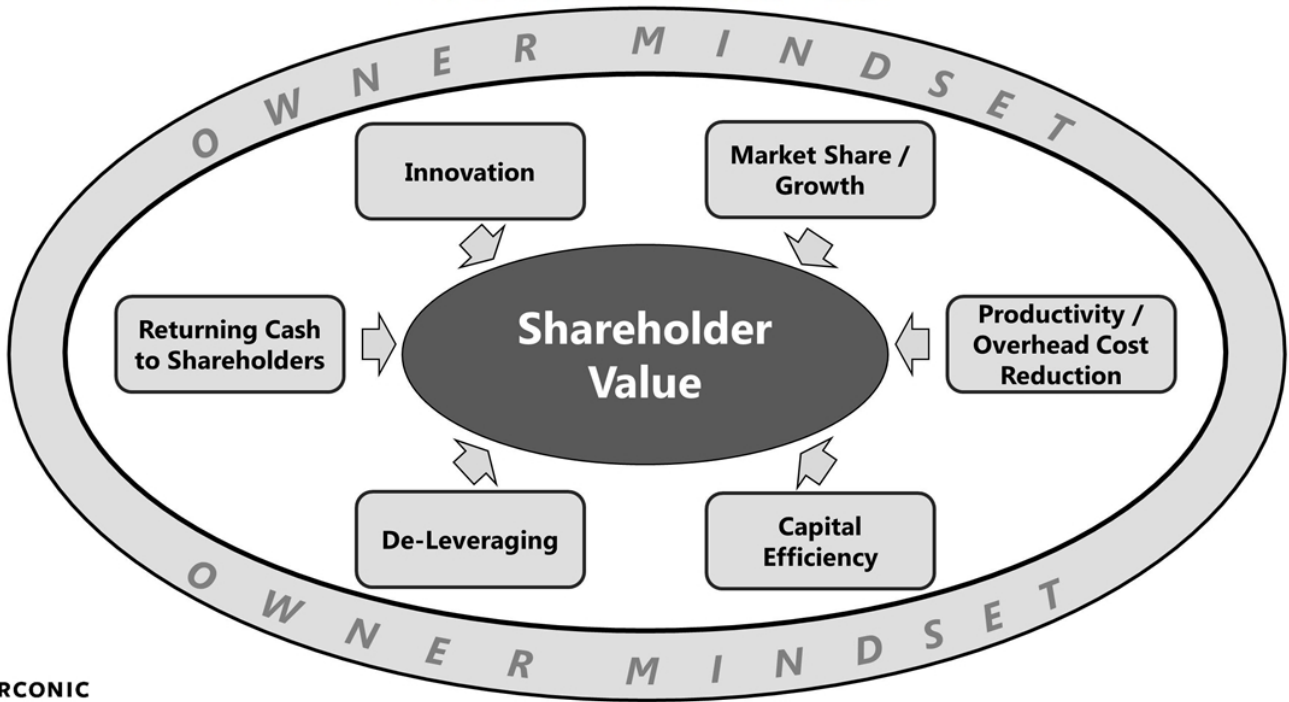 OWNER MINDSET
Innovation
Market Share /
Growth
Returning Cash
to Shareholders
Shareholder
Value
Productivity /
Overhead Cost
Reduction
De-Leveraging
Capital
Efficiency
OWNER MINDSET
RCONIC